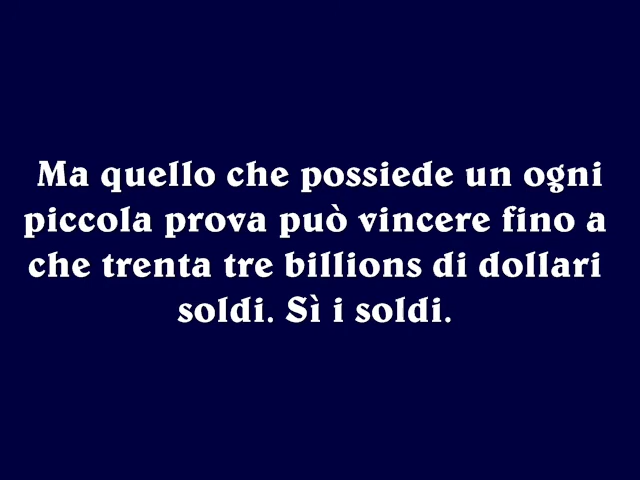 Ma quello che possiede un ogni
piccola prova può vincere fino a
che trenta tre billions di dollari
soldi. Sì i soldi.